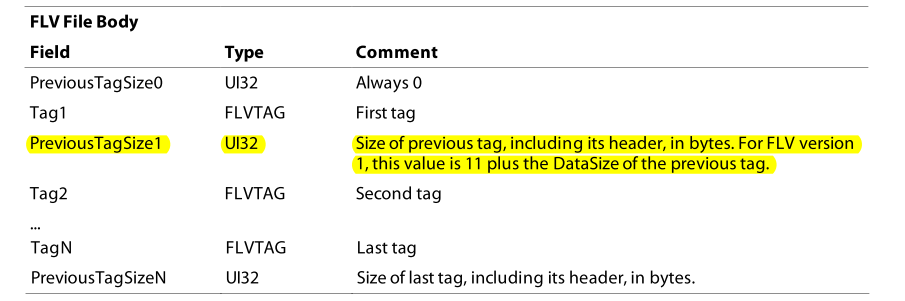 FLV File Body
Field Type Comment
PreviousTagSize0 UI32 Always 0
Tag1 FLVTAG First tag
PreviousTagSize1 UI32 Size of previous tag, including its header, in bytes. For FLV version
1, this value is 11 plus the DataSize of the previous tag.
Tag2 FLVTAG Second tag
...
TagN FLVTAG Last tag
PreviousTagSizeN UI32 Size of last tag, including its header, in bytes.